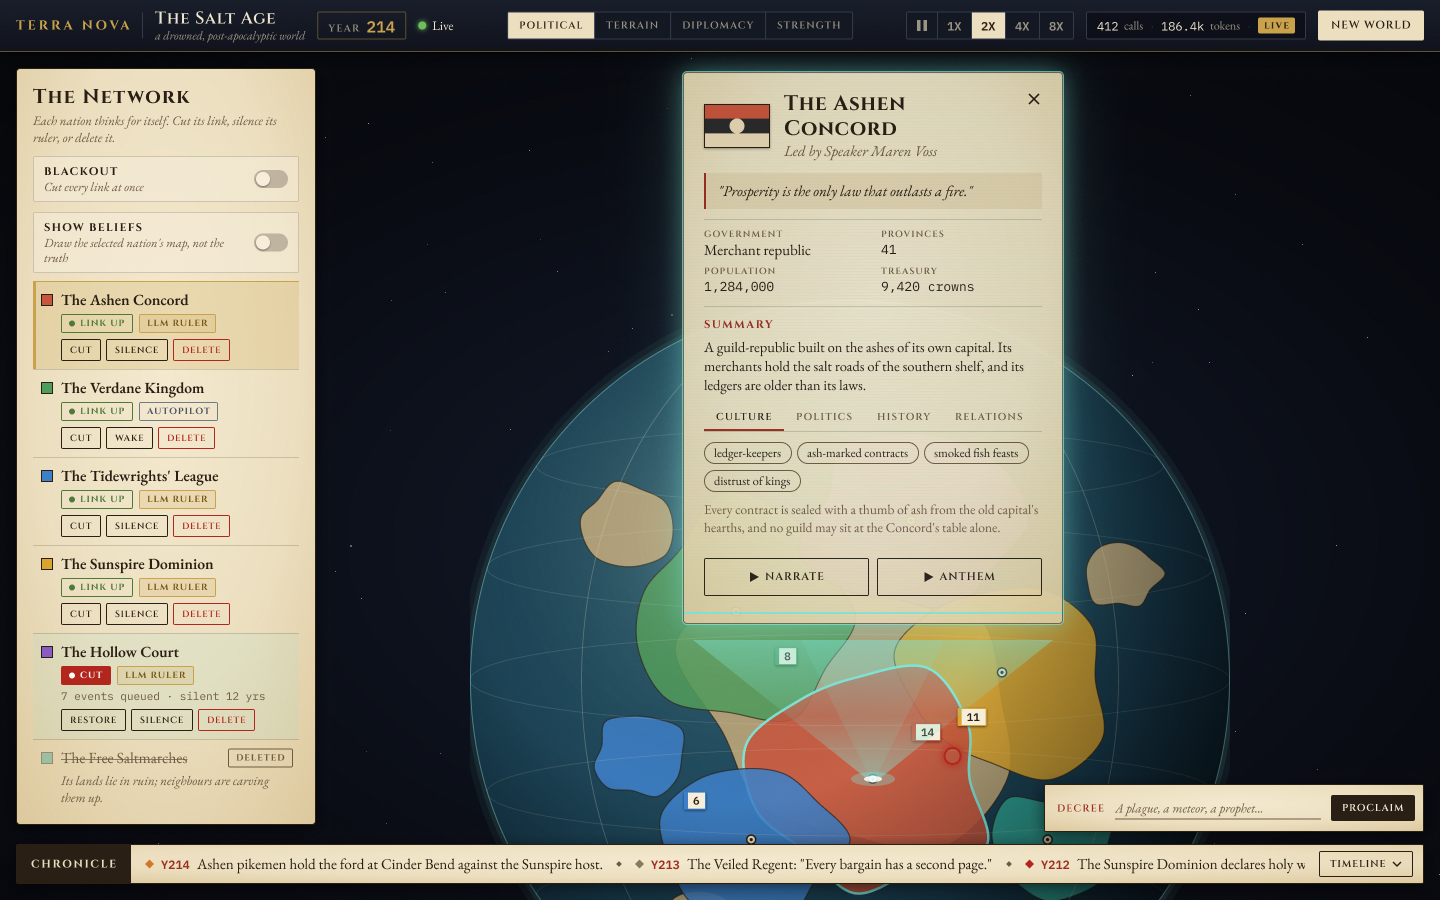 TERRA NOVA
THE SALT AGE
a drowned, post-apocalyptic world
YEAR 214
Live
POLITICAL
TERRAIN
DIPLOMACY
STRENGTH
1X
2X
4X
8X
412 calls · 186.4k tokens
LIVE
NEW WORLD
THE NETWORK
Each nation thinks for itself. Cut its link, silence its
ruler, or delete it.
BLACKOUT
Cut every link at once
SHOW BELIEFS
Draw the selected nation's map, not the
truth
The Ashen Concord
LINK UP
LLM RULER
CUT
SILENCE
DELETE
The Verdane Kingdom
LINK UP
AUTOPILOT
CUT
WAKE
DELETE
The Tidewrights' League
LINK UP
LLM RULER
CUT
SILENCE
DELETE
The Sunspire Dominion
LINK UP
LLM RULER
CUT
SILENCE
DELETE
The Hollow Court
CUT
LLM RULER
7 events queued · silent 12 yrs
RESTORE
SILENCE
DELETE
The Free Saltmarches
DELETED
Its lands lie in ruin; neighbours are carving
them up.
THE ASHEN
CONCORD
Led by Speaker Maren Voss
"Prosperity is the only law that outlasts a fire."
GOVERNMENT
Merchant republic
PROVINCES
41
POPULATION
1,284,000
TREASURY
9,420 crowns
SUMMARY
A guild-republic built on the ashes of its own capital. Its
merchants hold the salt roads of the southern shelf, and its
ledgers are older than its laws.
CULTURE
POLITICS
HISTORY
RELATIONS
ledger-keepers
ash-marked contracts
smoked fish feasts
distrust of kings
Every contract is sealed with a thumb of ash from the old capital's
hearths, and no guild may sit at the Concord's table alone.
NARRATE
ANTHEM
8
11
14
6
DECREE
A plague, a meteor, a prophet...
PROCLAIM
CHRONICLE
Y214 Ashen pikemen hold the ford at Cinder Bend against the Sunspire host.
Y213 The Veiled Regent: "Every bargain has a second page."
Y212 The Sunspire Dominion declares holy w
TIMELINE